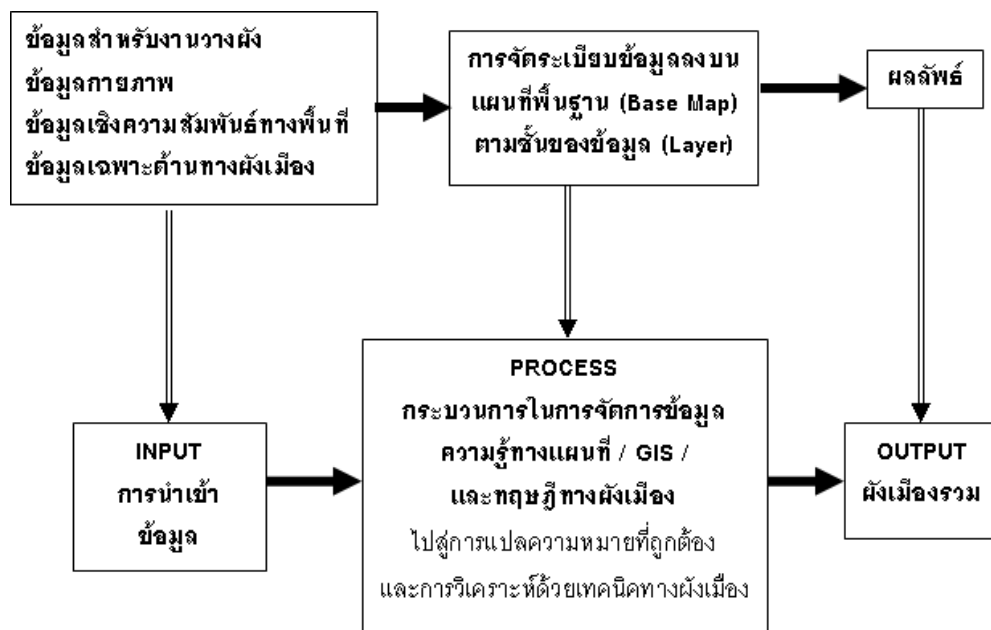 ข้อมูลสำหรับงานวางผัง
ข้อมูลกายภาพ
ข้อมูลเชิงความสัมพันธ์ทางพื้นที่
ข้อมูลเฉพาะด้านทางผังเมือง
การจัดระเบียบข้อมูลลงบน
แผนที่พื้นฐาน (Base Map)
ตามชั้นของข้อมูล (Layer)
ผลลัพธ์
INPUT
การนำเข้า
ข้อมูล
PROCESS
กระบวนการในการจัดการข้อมูล
ความรู้ทางแผนที่ / GIS /
และทฤษฎีทางผังเมือง
ไปสู่การแปลความหมายที่ถูกต้อง
และการวิเคราะห์ด้วยเทคนิคทางผังเมือง
OUTPUT
ผังเมืองรวม